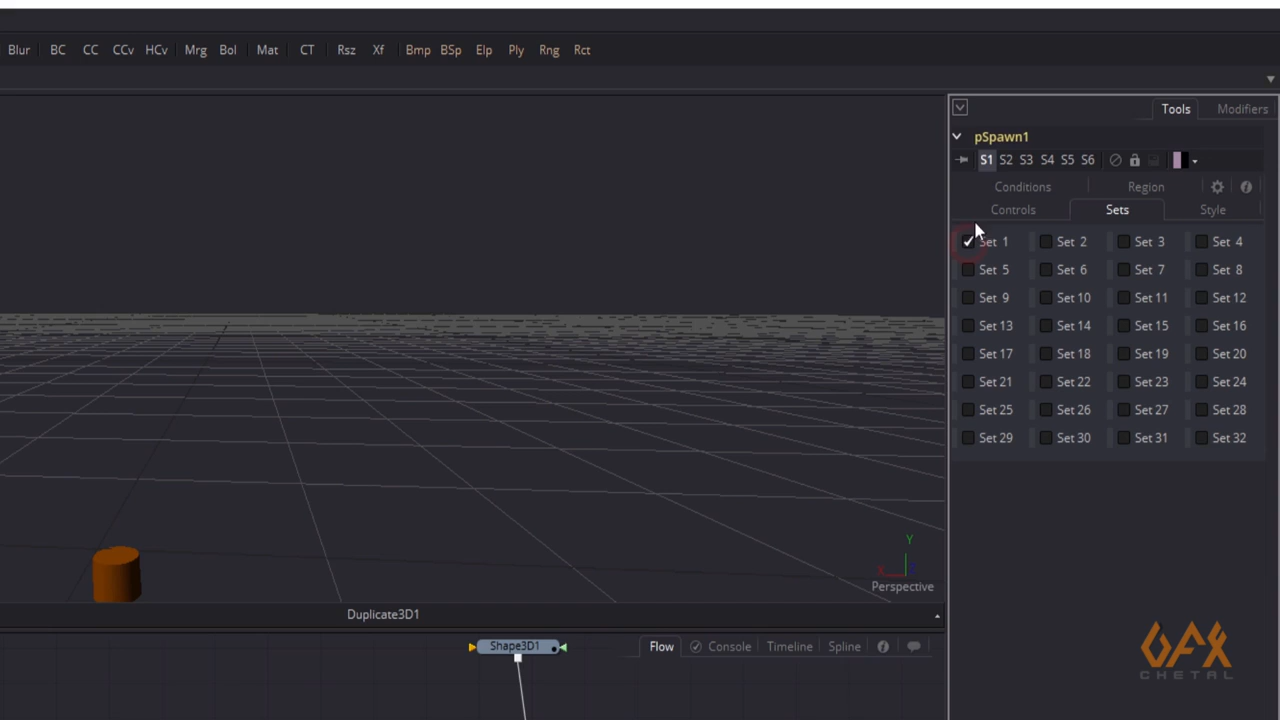 Blur BC CC CCv HCv Mrg Bol Mat CT Rsz Xf Bmp BSp Elp Ply Rng Rct
Tools Modifiers
pSpawn1
S1 S2 S3 S4 S5 S6
Conditions Region
Controls Sets Style
Set 1 Set 2 Set 3 Set 4
Set 5 Set 6 Set 7 Set 8
Set 9 Set 10 Set 11 Set 12
Set 13 Set 14 Set 15 Set 16
Set 17 Set 18 Set 19 Set 20
Set 21 Set 22 Set 23 Set 24
Set 25 Set 26 Set 27 Set 28
Set 29 Set 30 Set 31 Set 32
Y
X Z
Perspective
Duplicate3D1
Shape3D1
Flow Console Timeline Spline
GFX
CHETAL